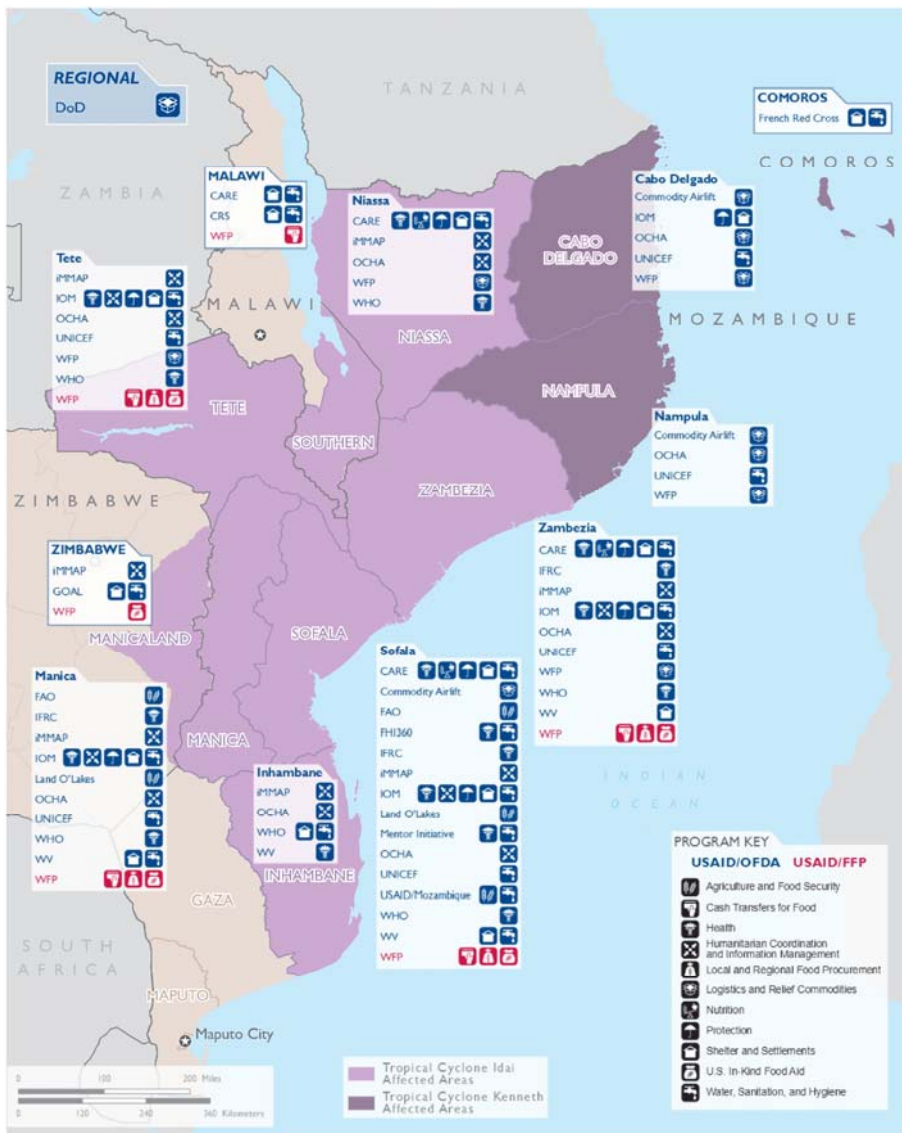 REGIONAL
DoD
TANZANIA
COMOROS
French Red Cross
COMOROS
ZAMBIA
MALAWI
CARE
CRS
WFP
Niassa
CARE
iMMAP
OCHA
WFP
WHO
Cabo Delgado
Commodity Airlift
IOM
OCHA
UNICEF
WFP
CABO
DELGADO
Tete
iMMAP
IOM
OCHA
UNICEF
WFP
WHO
WFP
MALAWI
NIASSA
MOZAMBIQUE
NAMPULA
TETE
SOUTHERN
Nampula
Commodity Airlift
OCHA
UNICEF
WFP
ZAMBEZIA
ZIMBABWE
ZIMBABWE
iMMAP
GOAL
WFP
MANICALAND
SOFALA
Zambezia
CARE
IFRC
iMMAP
IOM
OCHA
UNICEF
WFP
WHO
WV
WFP
Manica
FAO
IFRC
iMMAP
IOM
Land O'Lakes
OCHA
UNICEF
WHO
WV
WFP
MANICA
Sofala
CARE
Commodity Airlift
FAO
FHI360
IFRC
iMMAP
IOM
Land O'Lakes
Mentor Initiative
OCHA
UNICEF
USAID/Mozambique
WHO
WV
WFP
Inhambane
iMMAP
OCHA
WHO
WV
INHAMBANE
INDIAN
OCEAN
GAZA
SOUTH
AFRICA
MAPUTO
Maputo City
PROGRAM KEY
USAID/OFDA USAID/FFP
Agriculture and Food Security
Cash Transfers for Food
Health
Humanitarian Coordination
and Information Management
Local and Regional Food Procurement
Logistics and Relief Commodities
Nutrition
Protection
Shelter and Settlements
U.S. In-Kind Food Aid
Water, Sanitation, and Hygiene
Tropical Cyclone Idai
Affected Areas
Tropical Cyclone Kenneth
Affected Areas
0 100 200 Miles
0 120 240 360 Kilometers